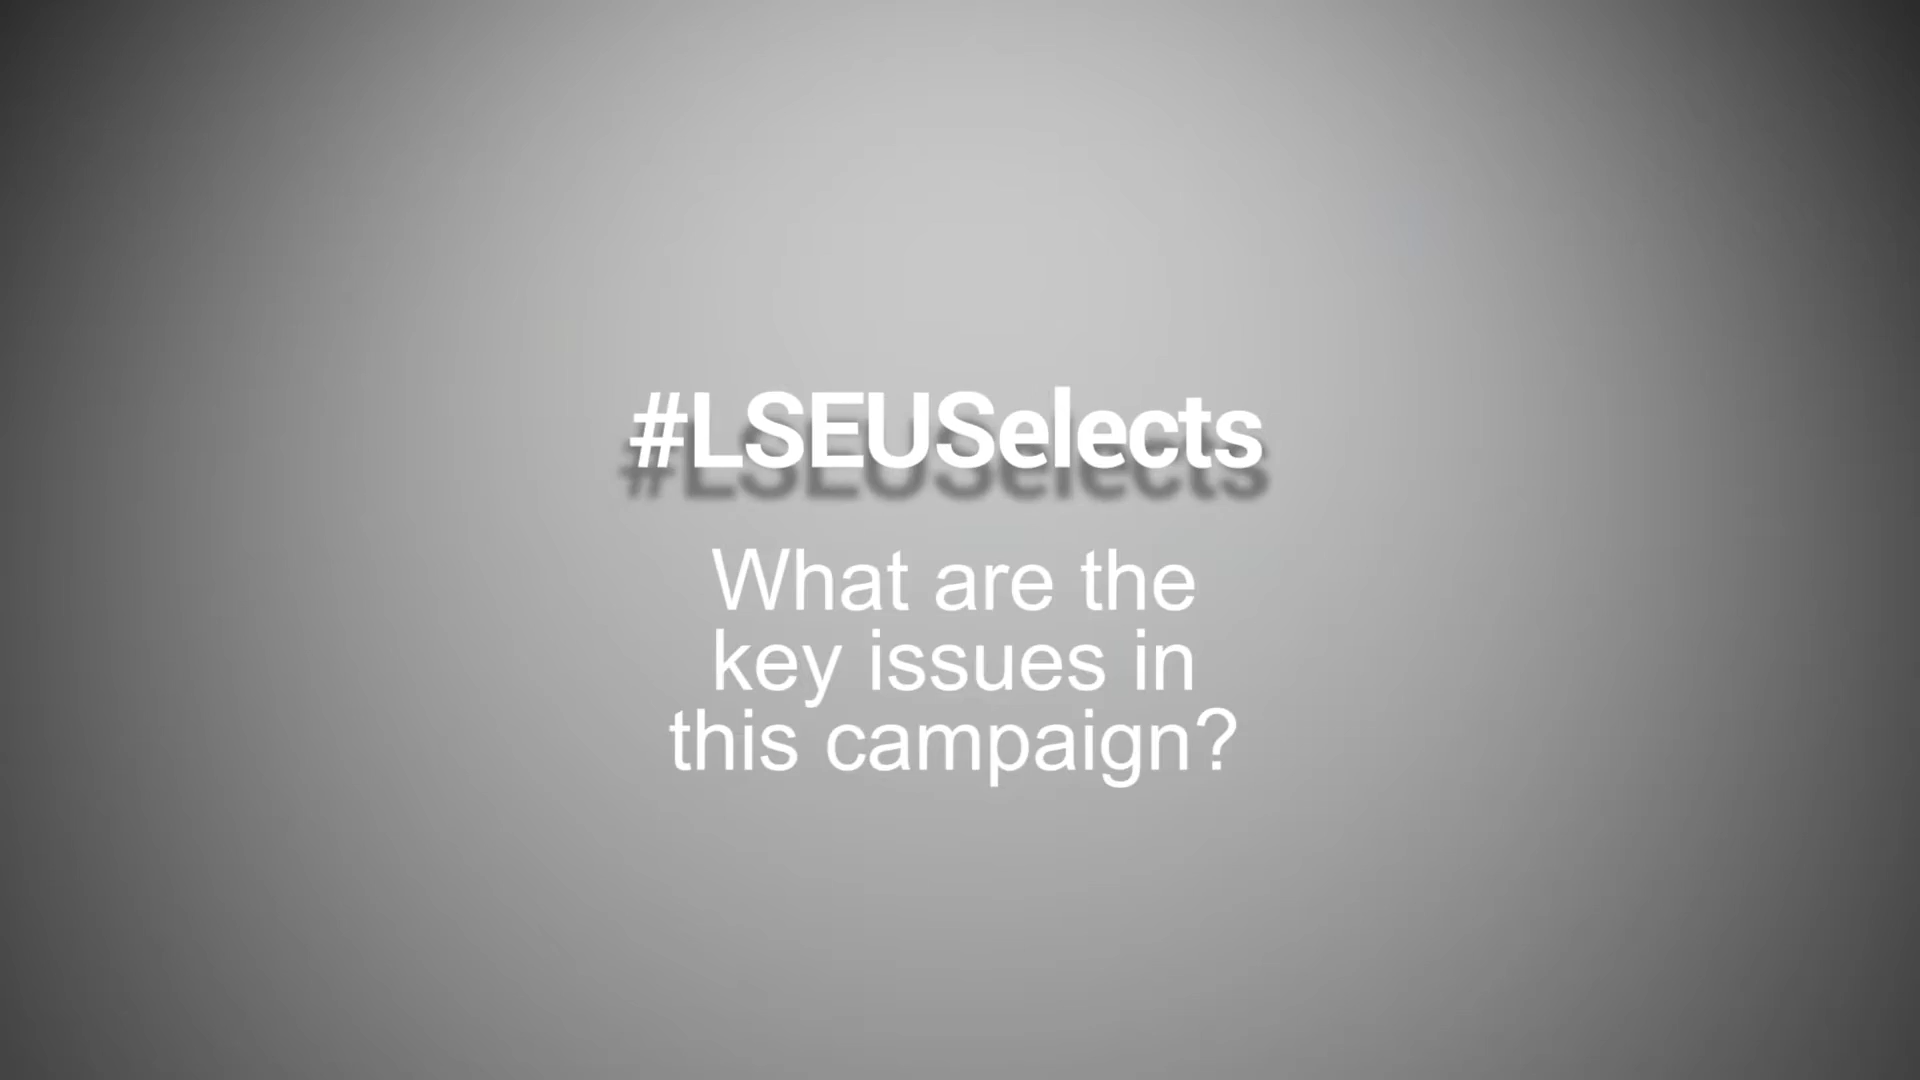 #LSEUSelects
What are the
key issues in
this campaign?